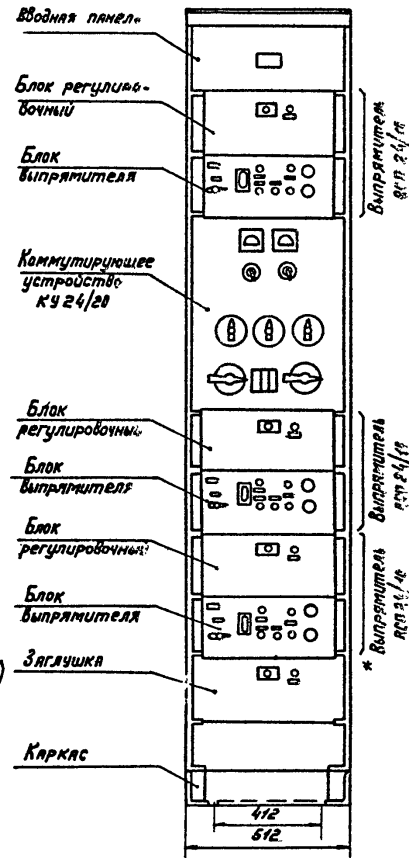 Вводная панель
Блок регулиро-
вочный
Блок
выпрямителя
Коммутирующее
устройство
КУ 24/20
Блок
регулировочный
Блок
выпрямителя
Блок
регулировочный
Блок
выпрямителя
Заглушка
Каркас
Выпрямитель
Выпрямитель
* Выпрямитель
412
612